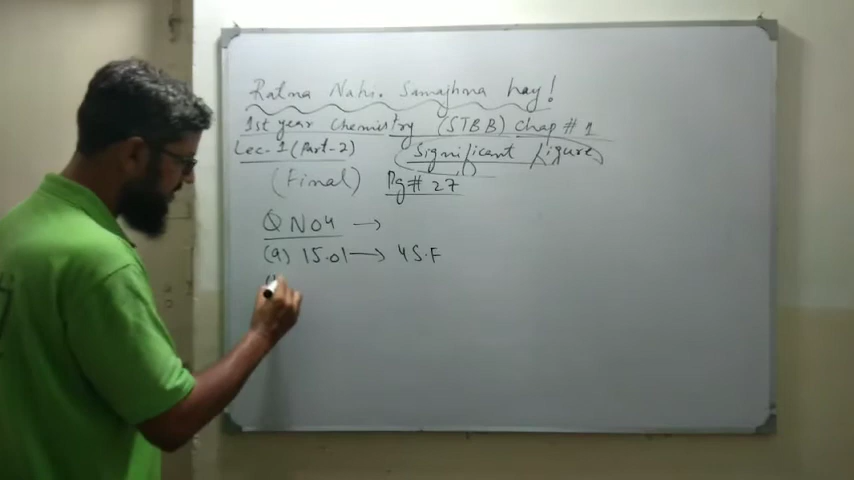 Ratna Nahi. Samajhna hay!
1st year Chemistry (STBB) Chap # 1
Lec-1 (Part-2) Significant figure
(Final) Pg# 27
Q No 4 →
(a) 15.01 → 4 S.F